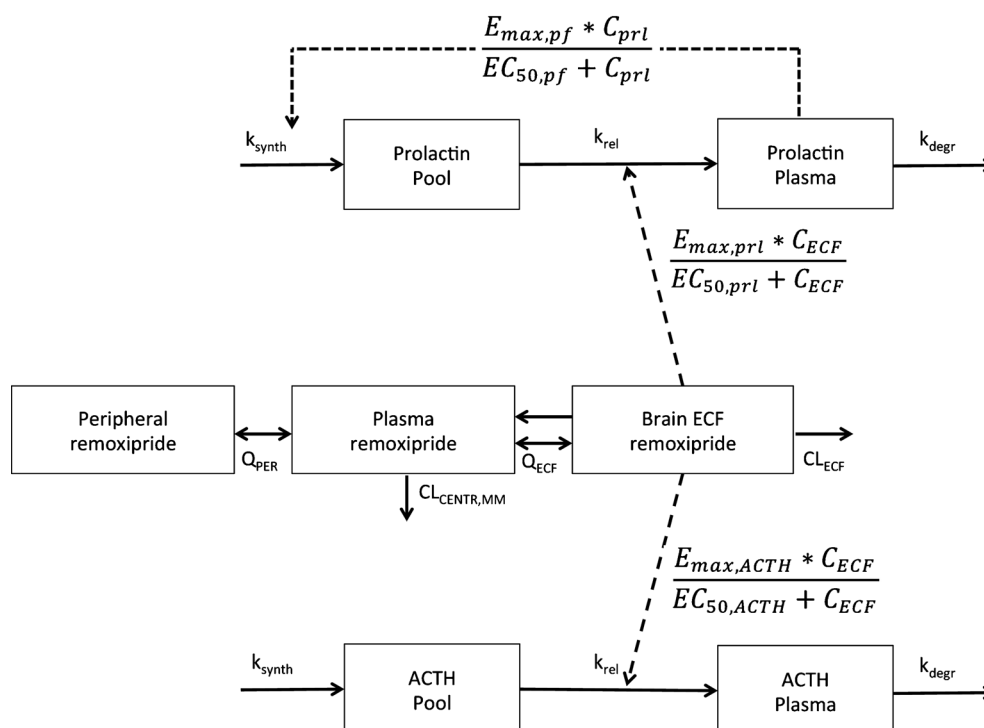 E_{max,pf} * C_{prl}
EC_{50,pf} + C_{prl}
k_{synth}
Prolactin
Pool
k_{rel}
Prolactin
Plasma
k_{degr}
E_{max,prl} * C_{ECF}
EC_{50,prl} + C_{ECF}
Peripheral
remoxipride
Q_{PER}
Plasma
remoxipride
Q_{ECF}
Brain ECF
remoxipride
CL_{ECF}
CL_{CENTR,MM}
E_{max,ACTH} * C_{ECF}
EC_{50,ACTH} + C_{ECF}
k_{synth}
ACTH
Pool
k_{rel}
ACTH
Plasma
k_{degr}